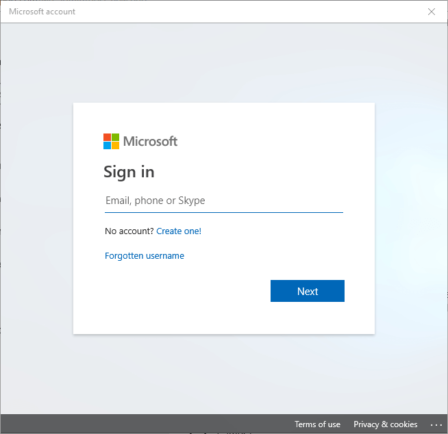 Microsoft account
Microsoft
Sign in
Email, phone or Skype
No account? Create one!
Forgotten username
Next
Terms of use Privacy & cookies ...